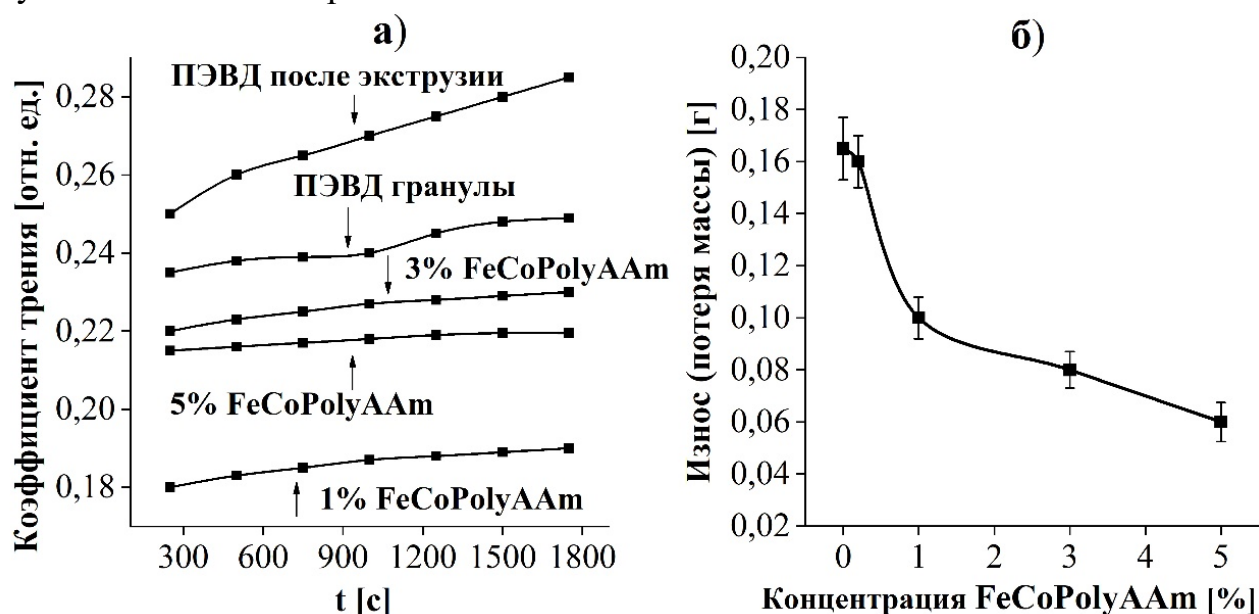 а)
ПЭВД после экструзии
ПЭВД гранулы
3% FeCoPolyAAm
5% FeCoPolyAAm
1% FeCoPolyAAm
Коэффициент трения [отн. ед.]
0,28
0,26
0,24
0,22
0,20
0,18
300 600 900 1200 1500 1800
t [с]
б)
Износ (потеря массы) [г]
0,20
0,18
0,16
0,14
0,12
0,10
0,08
0,06
0,04
0,02
0 1 2 3 4 5
Концентрация FeCoPolyAAm [%]